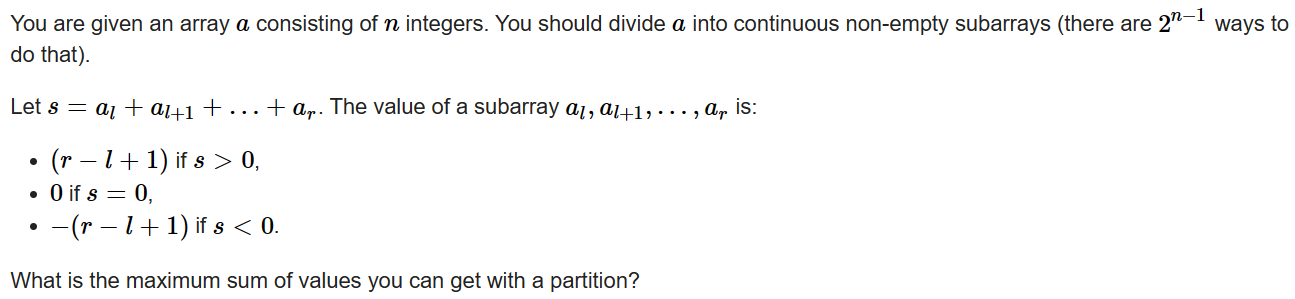 You are given an array a consisting of n integers. You should divide a into continuous non-empty subarrays (there are 2^{n−1} ways to
do that).
Let s = a_l + a_{l+1} + … + a_r. The value of a subarray a_l, a_{l+1}, …, a_r is:
• (r − l + 1) if s > 0,
• 0 if s = 0,
• −(r − l + 1) if s < 0.
What is the maximum sum of values you can get with a partition?